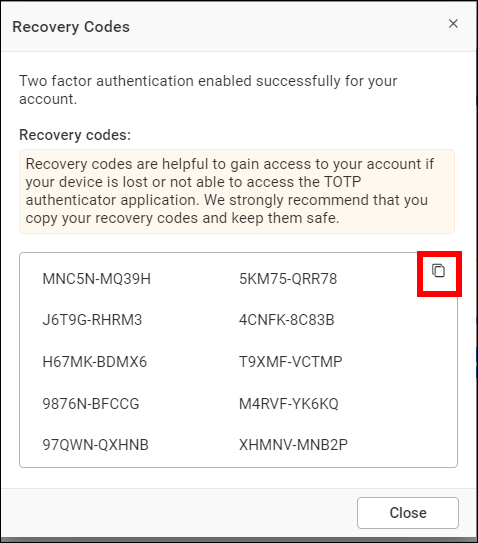 Recovery Codes
Two factor authentication enabled successfully for your
account.
Recovery codes:
Recovery codes are helpful to gain access to your account if
your device is lost or not able to access the TOTP
authenticator application. We strongly recommend that you
copy your recovery codes and keep them safe.
MNC5N-MQ39H 5KM75-QRR78
J6T9G-RHRM3 4CNFK-8C83B
H67MK-BDMX6 T9XMF-VCTMP
9876N-BFCCG M4RVF-YK6KQ
97QWN-QXHNB XHMNV-MNB2P
Close